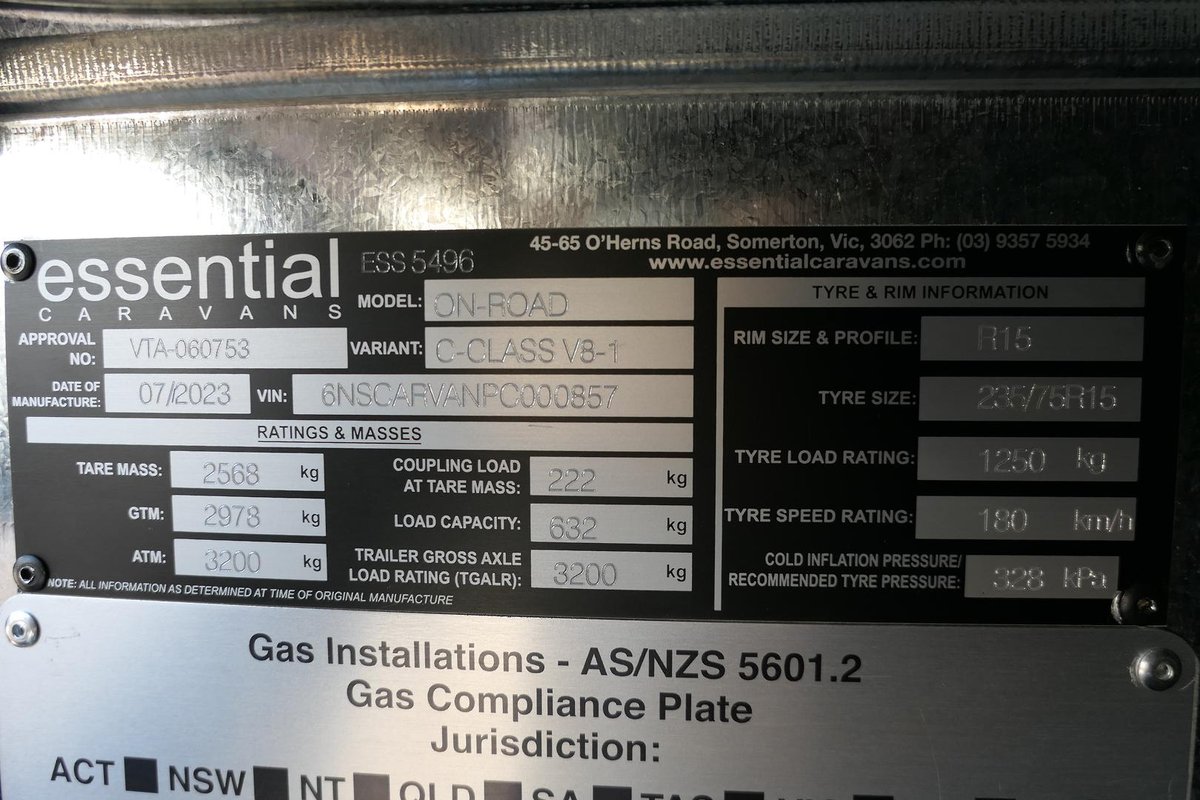 essential
CARAVANS
ESS 5496
45-65 O'Herns Road, Somerton, Vic, 3062 Ph: (03) 9357 5934
www.essentialcaravans.com
MODEL: ON-ROAD
APPROVAL NO: VTA-060753
VARIANT: C-CLASS V8-1
DATE OF MANUFACTURE: 07/2023
VIN: 6NSCARVANPC000857
RATINGS & MASSES
TARE MASS: 2568 kg
COUPLING LOAD AT TARE MASS: 222 kg
GTM: 2978 kg
LOAD CAPACITY: 632 kg
ATM: 3200 kg
TRAILER GROSS AXLE LOAD RATING (TGALR): 3200 kg
NOTE: ALL INFORMATION AS DETERMINED AT TIME OF ORIGINAL MANUFACTURE
TYRE & RIM INFORMATION
RIM SIZE & PROFILE: R15
TYRE SIZE: 235/75R15
TYRE LOAD RATING: 1250 kg
TYRE SPEED RATING: 180 km/h
COLD INFLATION PRESSURE/ RECOMMENDED TYRE PRESSURE: 328 kPa
Gas Installations - AS/NZS 5601.2
Gas Compliance Plate
Jurisdiction:
ACT NSW NT QLD SA TAS